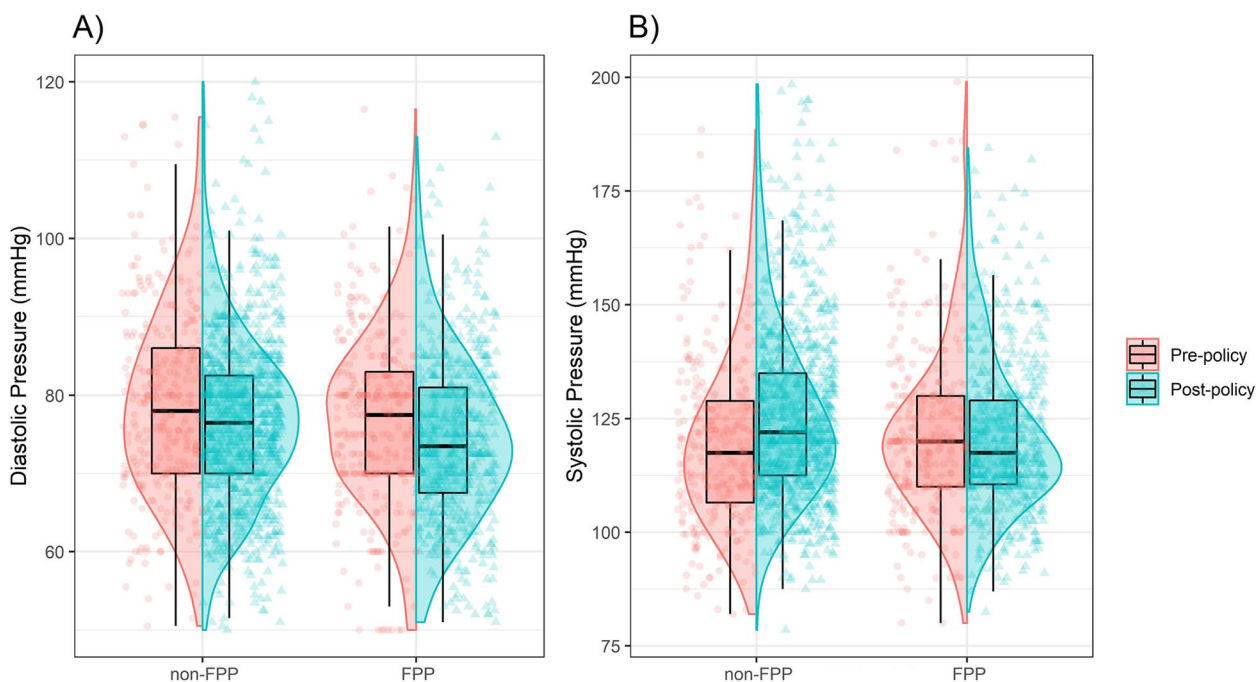 A)
B)
Diastolic Pressure (mmHg)
120
100
80
60
non-FPP
FPP
Systolic Pressure (mmHg)
200
175
150
125
100
75
non-FPP
FPP
Pre-policy
Post-policy